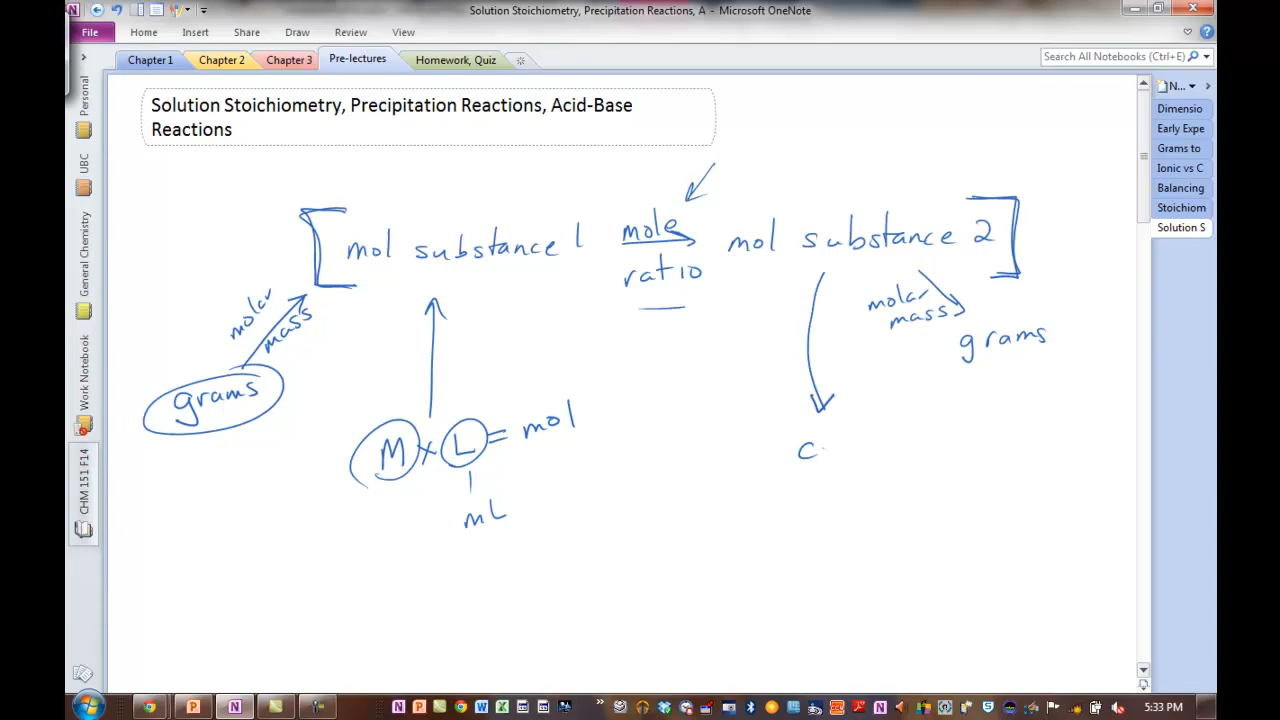 Solution Stoichiometry, Precipitation Reactions, A - Microsoft OneNote
File Home Insert Share Draw Review View
Chapter 1 Chapter 2 Chapter 3 Pre-lectures Homework, Quiz
Search All Notebooks (Ctrl+E)
Personal
UBC
General Chemistry
Work Notebook
CHM 151 F14
N...
Dimensio
Early Expe
Grams to
Ionic vs C
Balancing
Stoichiom
Solution S
Solution Stoichiometry, Precipitation Reactions, Acid-Base
Reactions
[mol substance 1 mole ratio mol substance 2]
molar mass
molar mass
grams
grams
M x L = mol
mL
c
5:33 PM